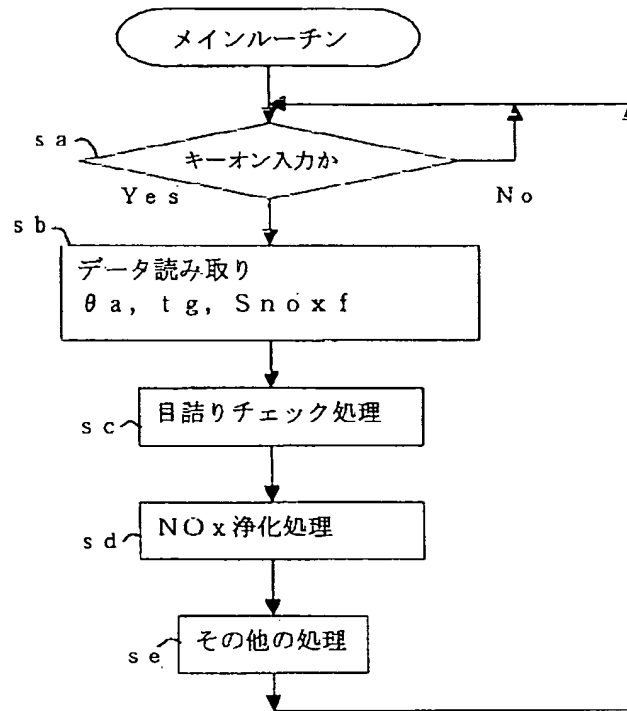 メインルーチン
sa
キーオン入力か
Yes
No
sb
データ読み取り
θa, tg, Snoxf
sc
目詰りチェック処理
sd
NOx浄化処理
se
その他の処理